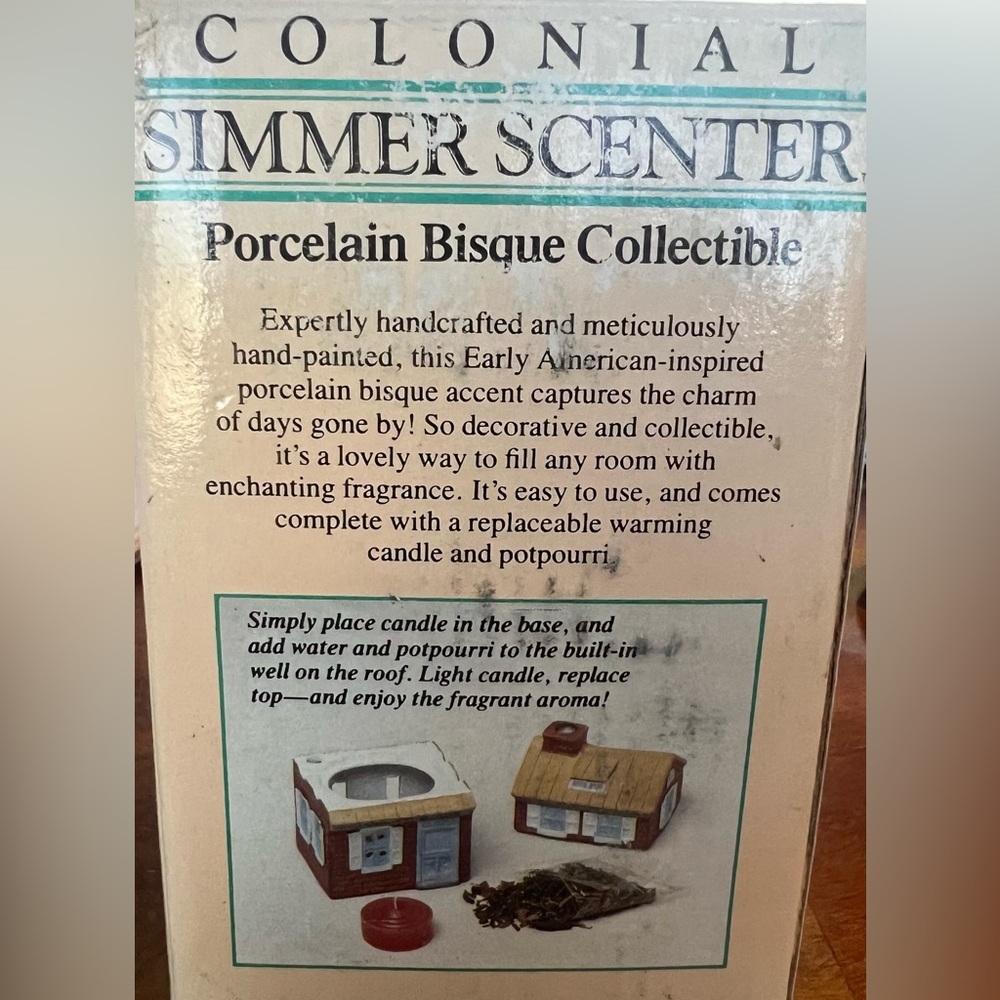 COLONIAL
SIMMER SCENTER
Porcelain Bisque Collectible
Expertly handcrafted and meticulously
hand-painted, this Early American-inspired
porcelain bisque accent captures the charm
of days gone by! So decorative and collectible,
it's a lovely way to fill any room with
enchanting fragrance. It's easy to use, and comes
complete with a replaceable warming
candle and potpourri.
Simply place candle in the base, and
add water and potpourri to the built-in
well on the roof. Light candle, replace
top—and enjoy the fragrant aroma!